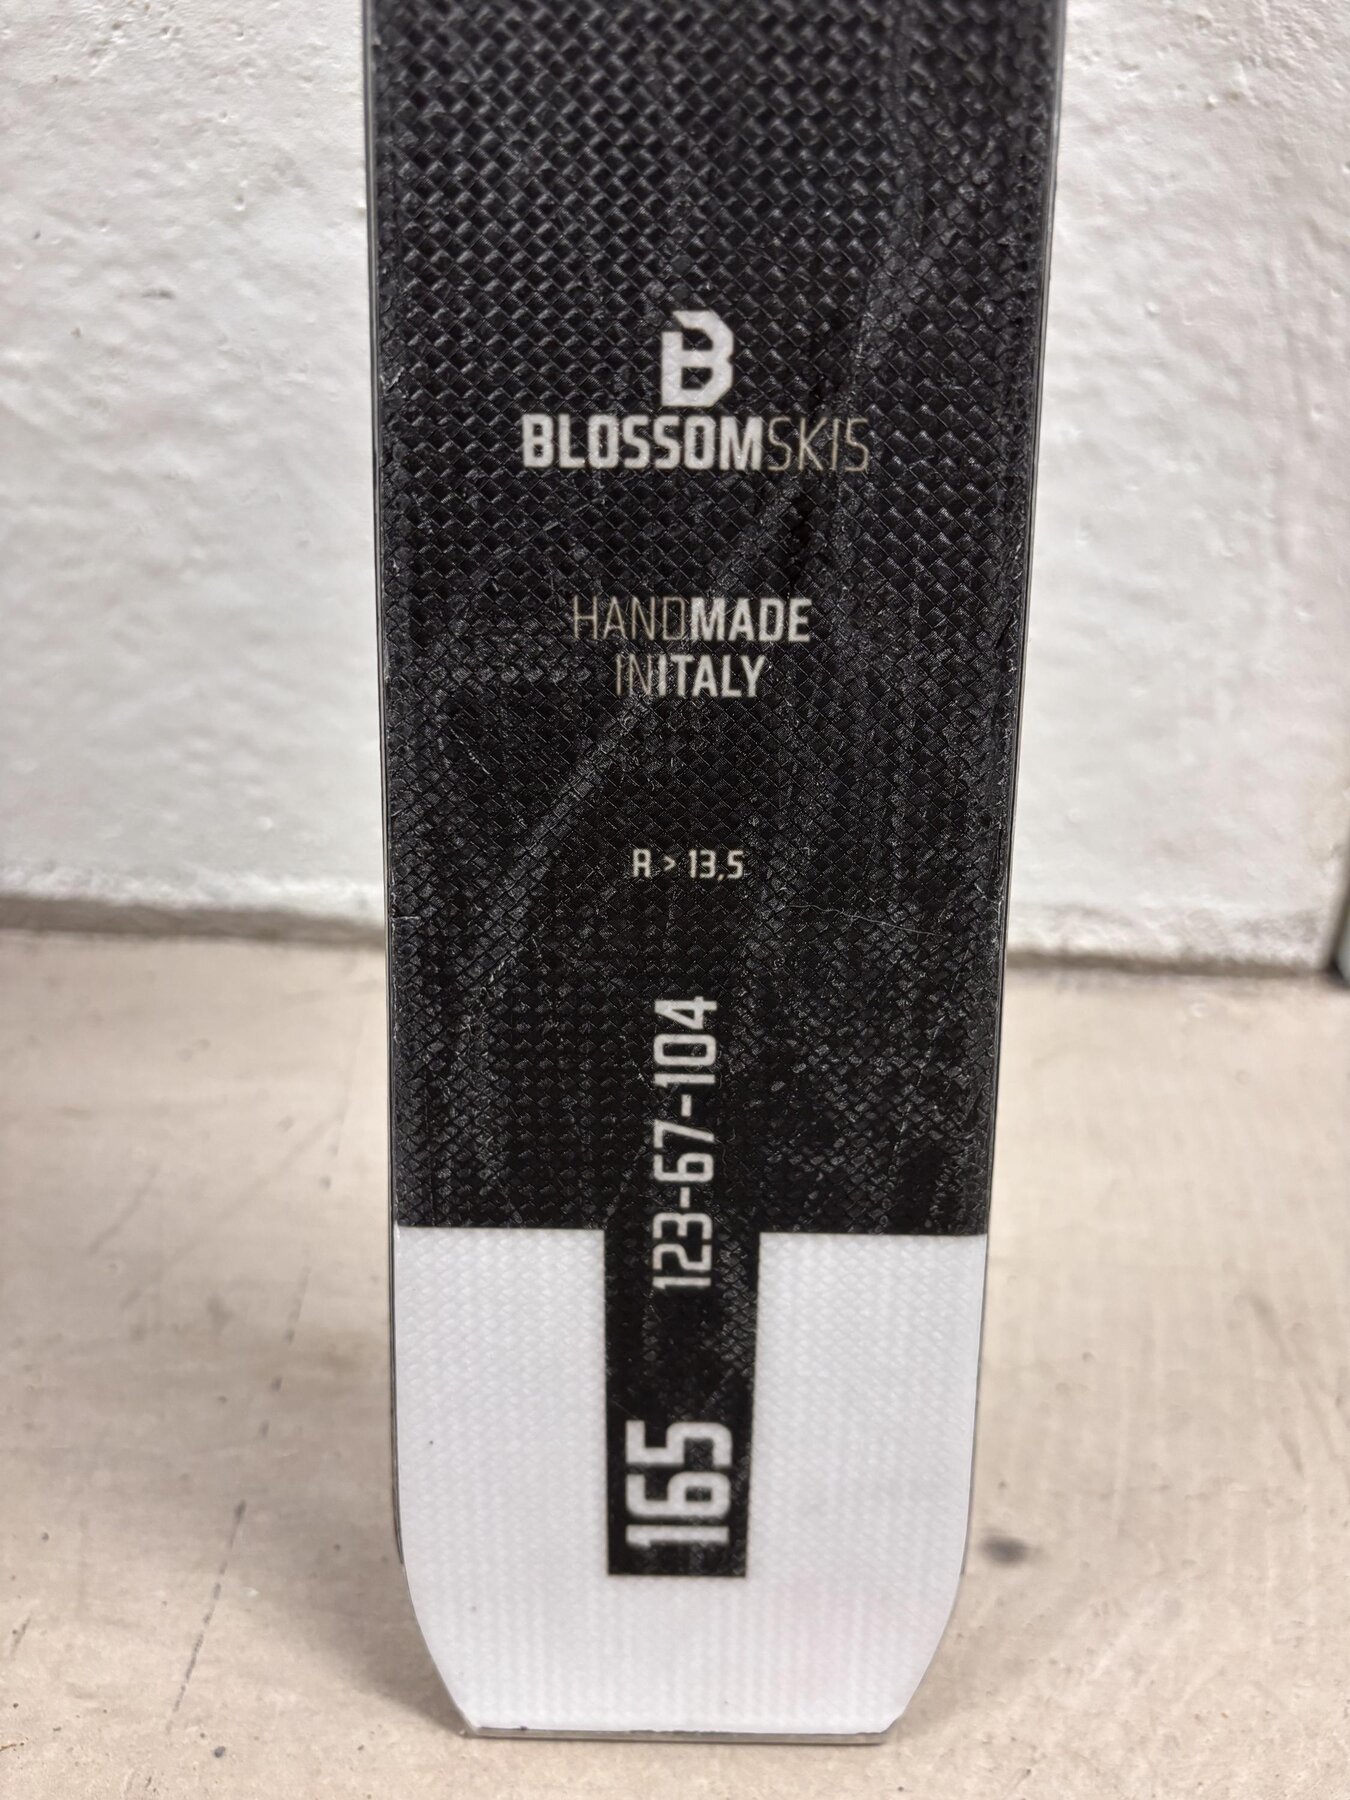 B
BLOSSOMSKIS
HANDMADE
INITALY
R > 13,5
123-67-104
165